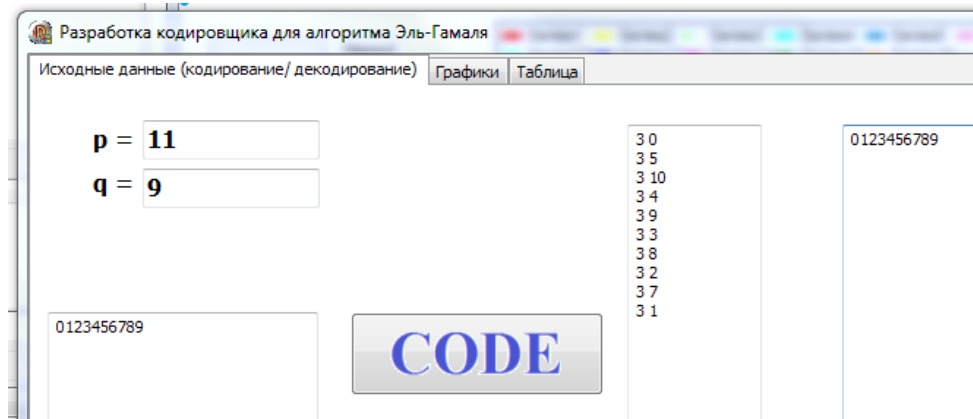 Разработка кодировщика для алгоритма Эль-Гамаля
Исходные данные (кодирование/ декодирование) Графики Таблица
p = 11
q = 9
0123456789
CODE
3 0
3 5
3 10
3 4
3 9
3 3
3 8
3 2
3 7
3 1
0123456789